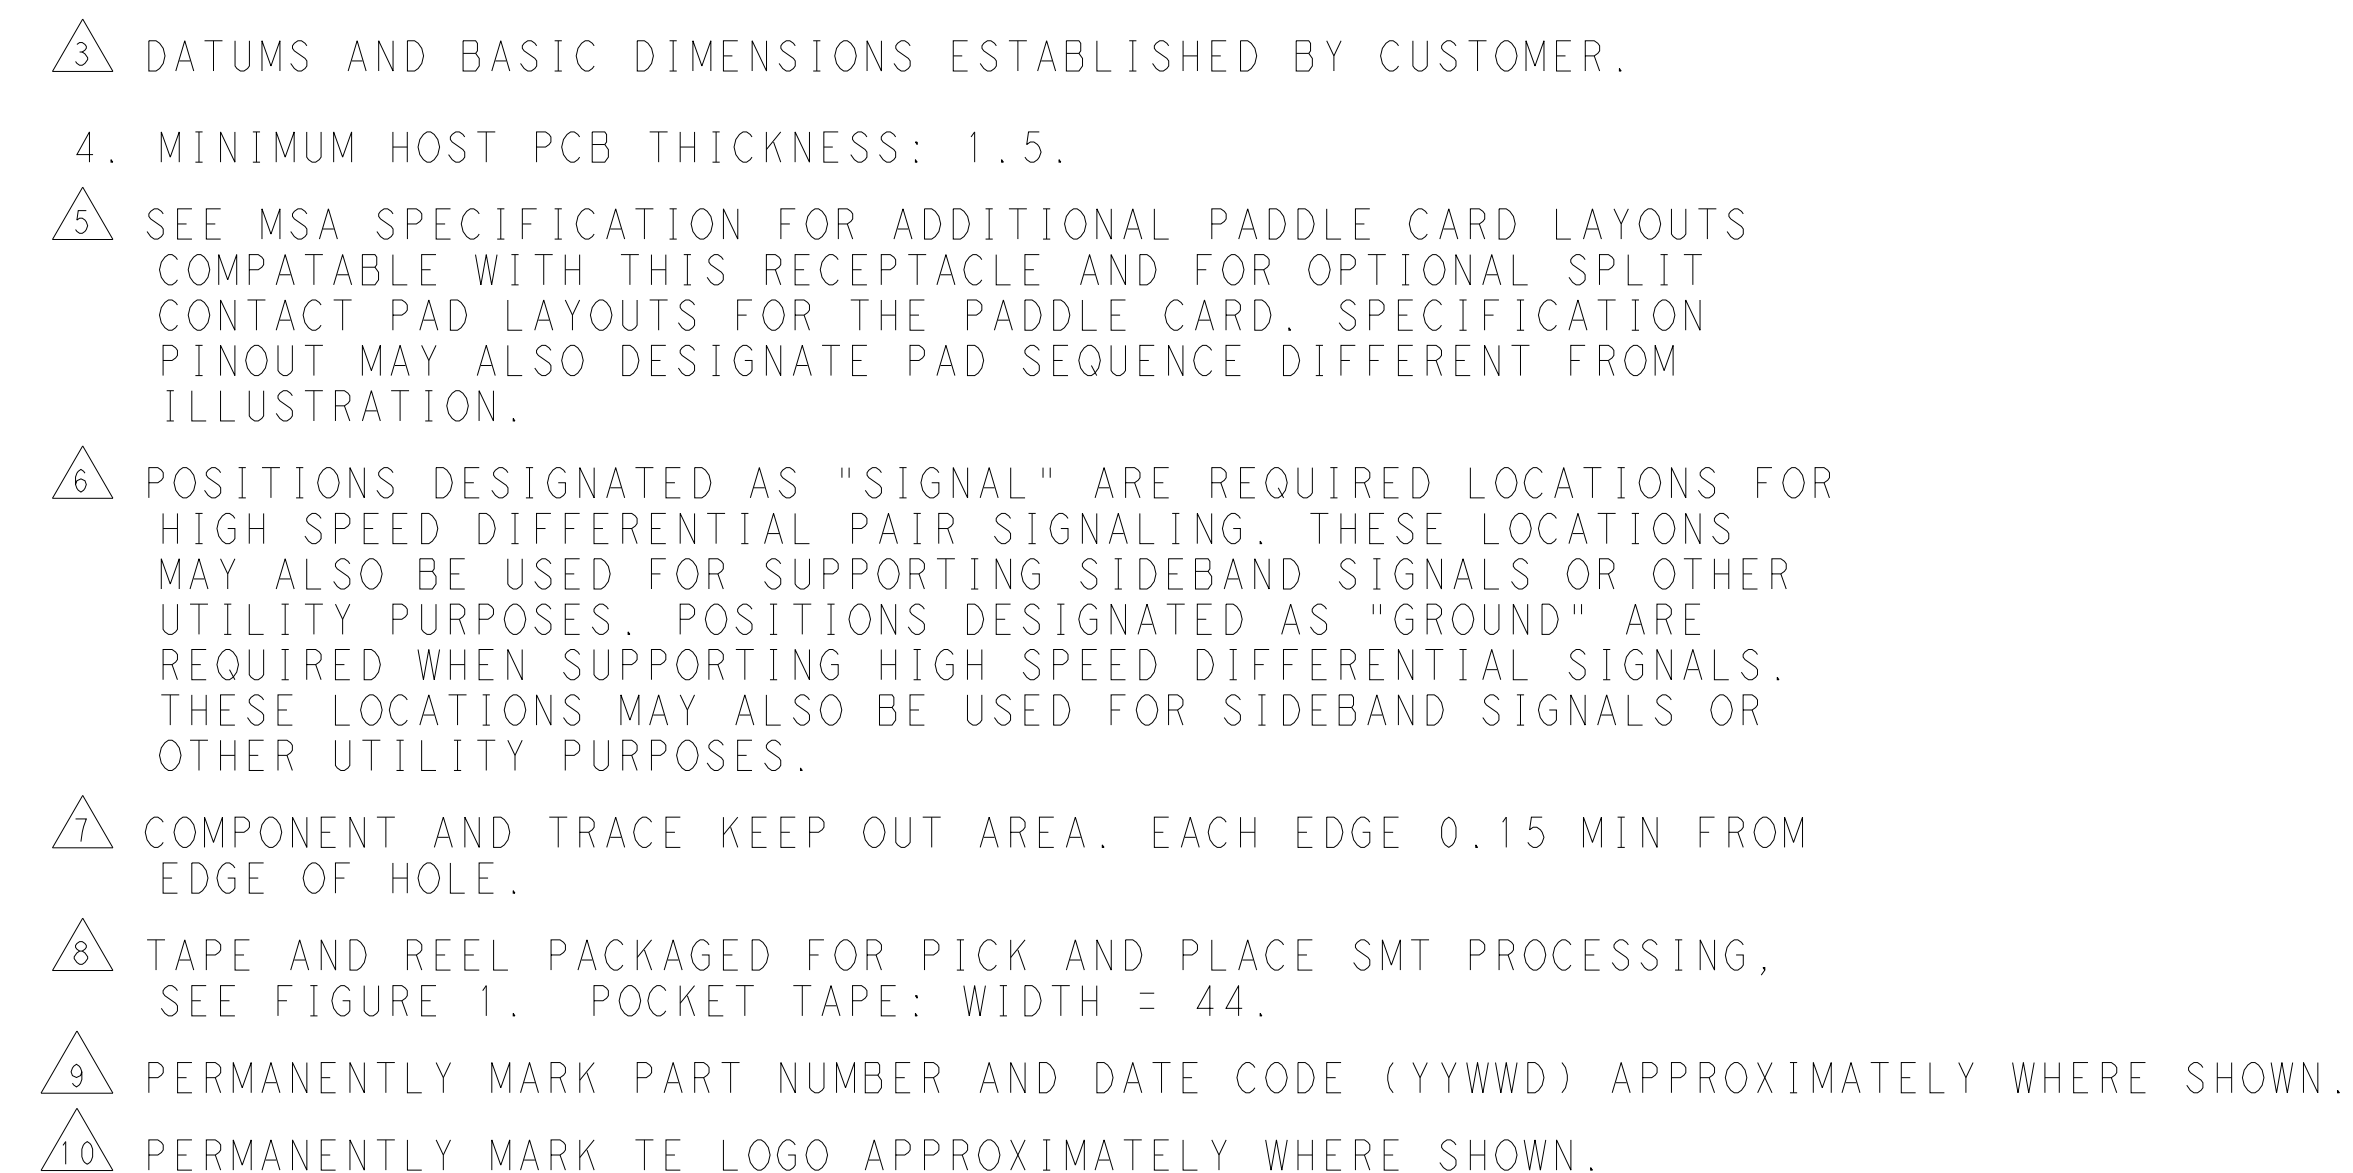 3 DATUMS AND BASIC DIMENSIONS ESTABLISHED BY CUSTOMER.
4. MINIMUM HOST PCB THICKNESS: 1.5.
5 SEE MSA SPECIFICATION FOR ADDITIONAL PADDLE CARD LAYOUTS
COMPATABLE WITH THIS RECEPTACLE AND FOR OPTIONAL SPLIT
CONTACT PAD LAYOUTS FOR THE PADDLE CARD. SPECIFICATION
PINOUT MAY ALSO DESIGNATE PAD SEQUENCE DIFFERENT FROM
ILLUSTRATION.
6 POSITIONS DESIGNATED AS "SIGNAL" ARE REQUIRED LOCATIONS FOR
HIGH SPEED DIFFERENTIAL PAIR SIGNALING. THESE LOCATIONS
MAY ALSO BE USED FOR SUPPORTING SIDEBAND SIGNALS OR OTHER
UTILITY PURPOSES. POSITIONS DESIGNATED AS "GROUND" ARE
REQUIRED WHEN SUPPORTING HIGH SPEED DIFFERENTIAL SIGNALS.
THESE LOCATIONS MAY ALSO BE USED FOR SIDEBAND SIGNALS OR
OTHER UTILITY PURPOSES.
7 COMPONENT AND TRACE KEEP OUT AREA. EACH EDGE 0.15 MIN FROM
EDGE OF HOLE.
8 TAPE AND REEL PACKAGED FOR PICK AND PLACE SMT PROCESSING,
SEE FIGURE 1.  POCKET TAPE: WIDTH = 44.
9 PERMANENTLY MARK PART NUMBER AND DATE CODE (YYWWD) APPROXIMATELY WHERE SHOWN.
10 PERMANENTLY MARK TE LOGO APPROXIMATELY WHERE SHOWN.